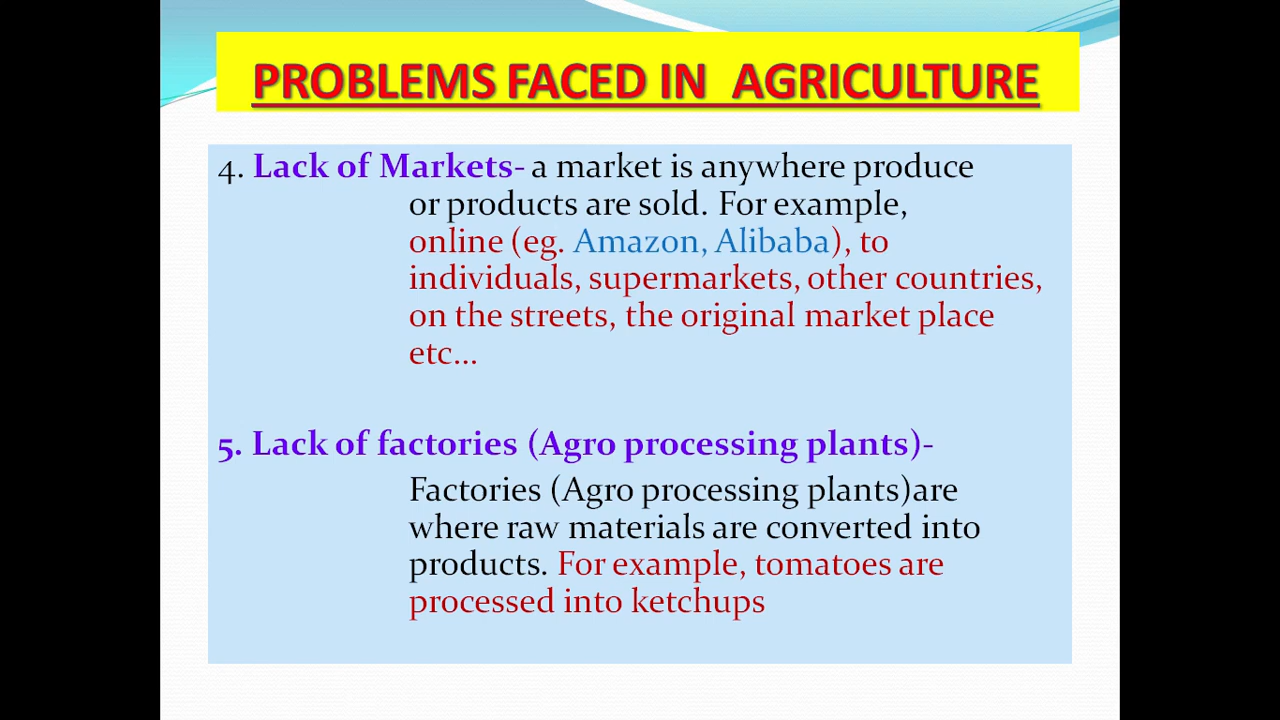 PROBLEMS FACED IN AGRICULTURE
4. Lack of Markets- a market is anywhere produce
or products are sold. For example,
online (eg. Amazon, Alibaba), to
individuals, supermarkets, other countries,
on the streets, the original market place
etc...
5. Lack of factories (Agro processing plants)-
Factories (Agro processing plants)are
where raw materials are converted into
products. For example, tomatoes are
processed into ketchups